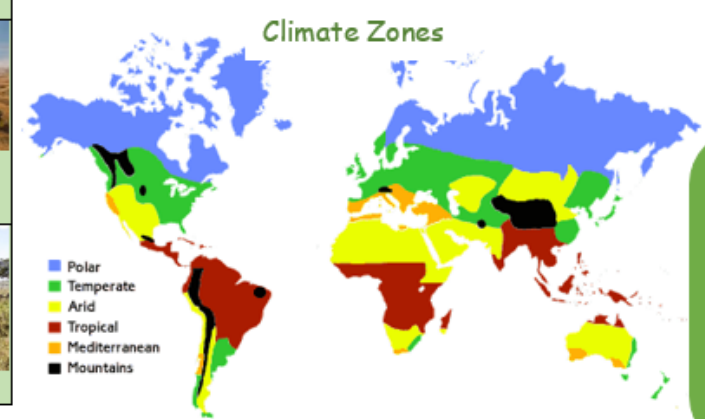 Climate Zones
Polar
Temperate
Arid
Tropical
Mediterranean
Mountains